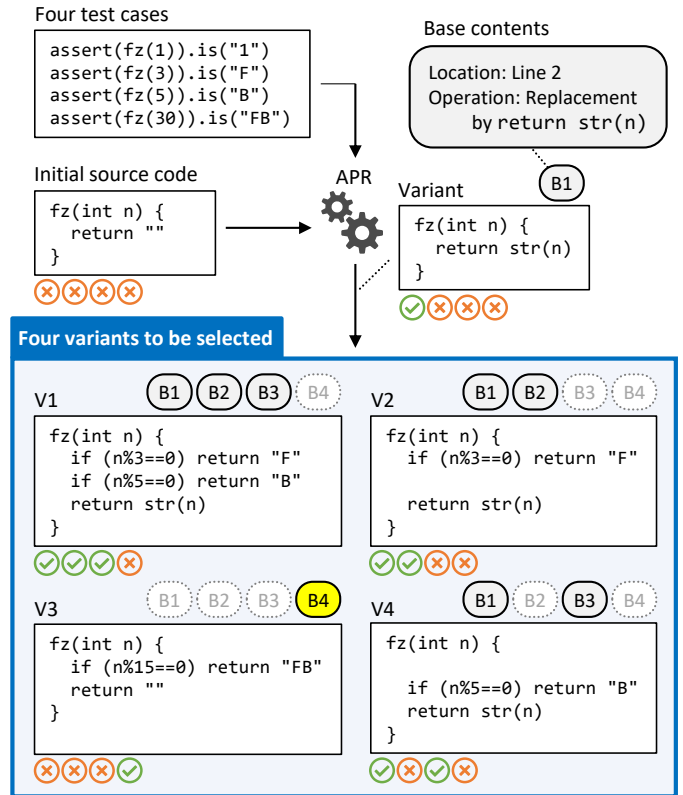 Four test cases
assert(fz(1)).is("1")
assert(fz(3)).is("F")
assert(fz(5)).is("B")
assert(fz(30)).is("FB")
Base contents
Location: Line 2
Operation: Replacement
by return str(n)
B1
Initial source code
fz(int n) {
  return ""
}
APR
Variant
fz(int n) {
  return str(n)
}
Four variants to be selected
V1
B1 B2 B3 B4
fz(int n) {
  if (n%3==0) return "F"
  if (n%5==0) return "B"
  return str(n)
}
V2
B1 B2 B3 B4
fz(int n) {
  if (n%3==0) return "F"
  return str(n)
}
V3
B1 B2 B3 B4
fz(int n) {
  if (n%15==0) return "FB"
  return ""
}
V4
B1 B2 B3 B4
fz(int n) {
  if (n%5==0) return "B"
  return str(n)
}